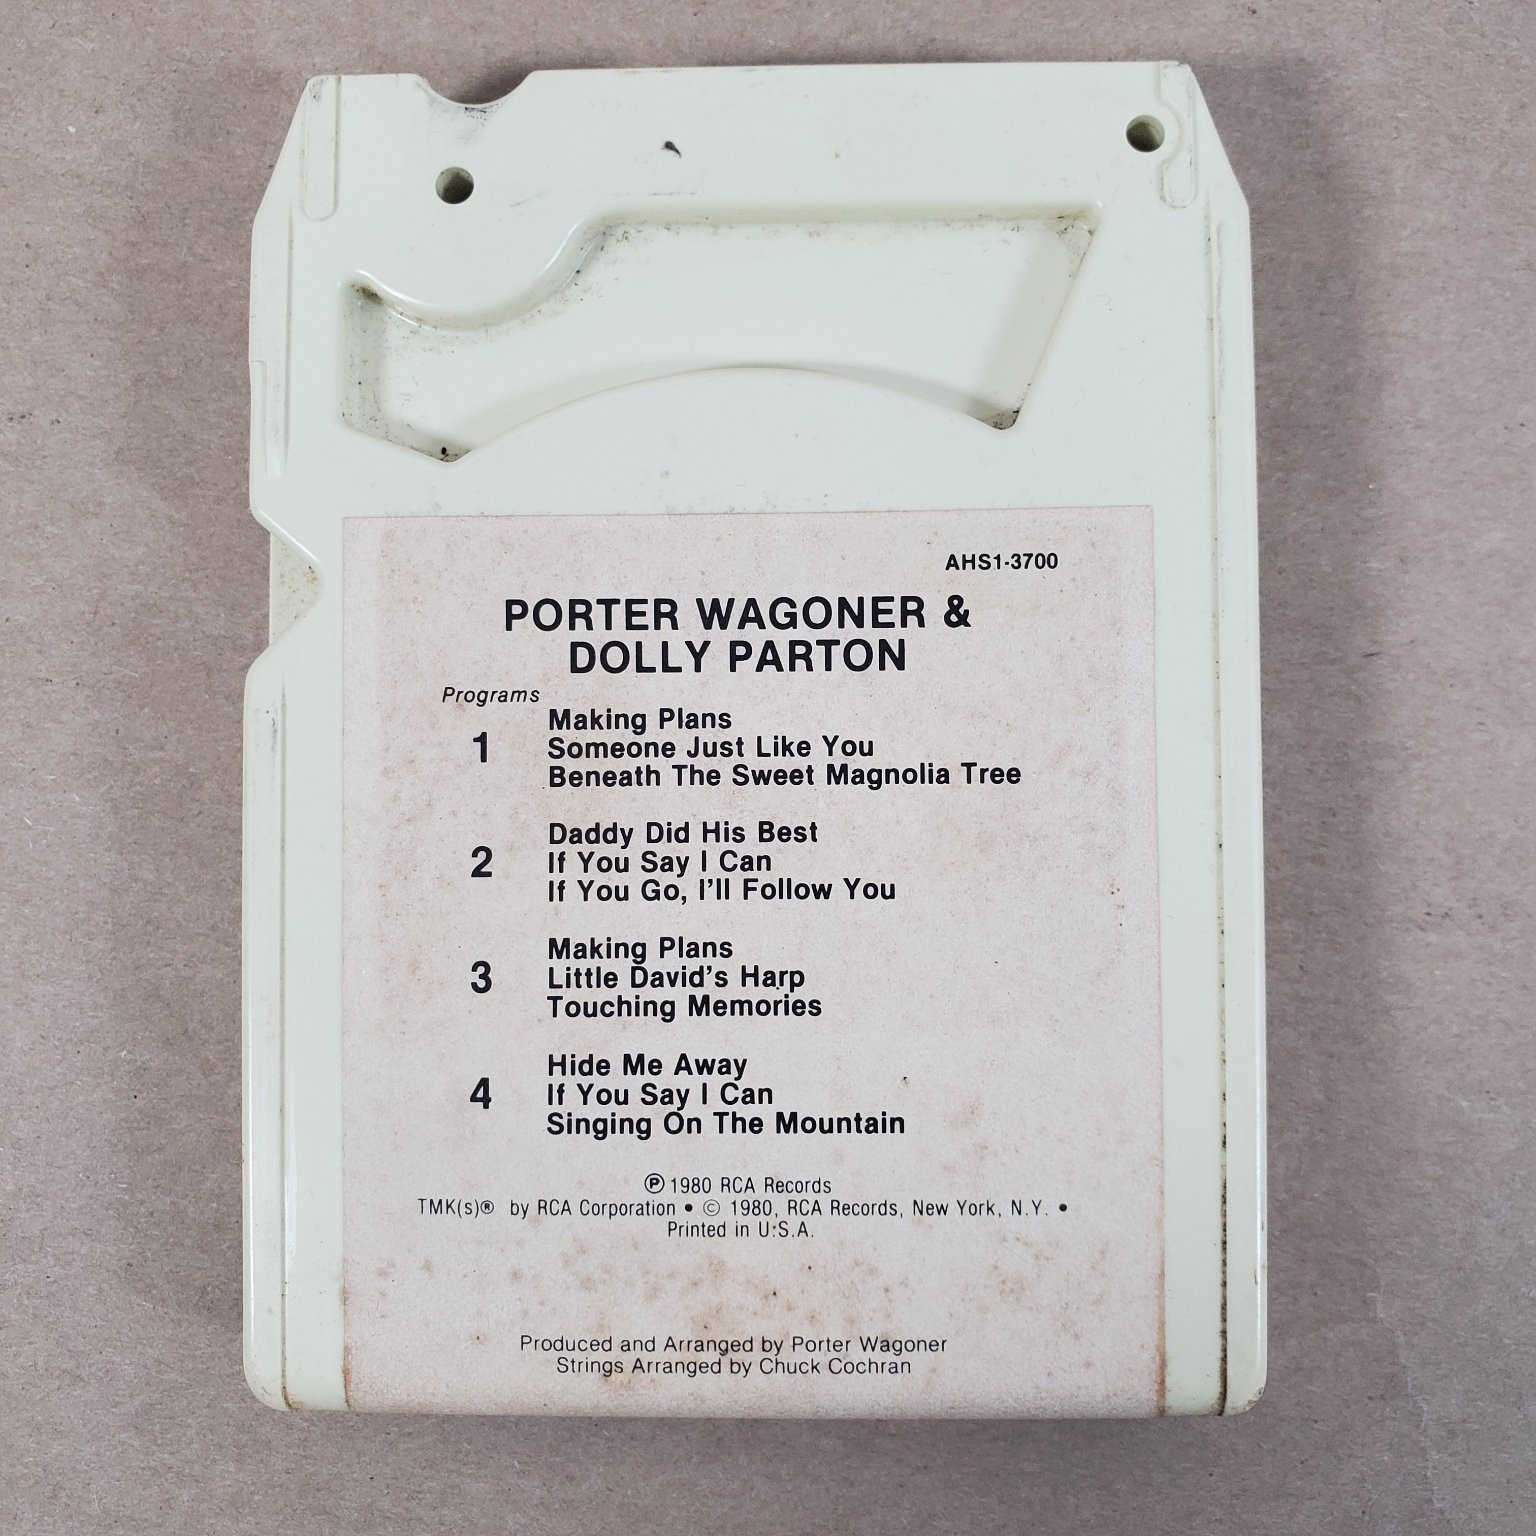 AHS1-3700
PORTER WAGONER &
DOLLY PARTON
Programs
1
Making Plans
Someone Just Like You
Beneath The Sweet Magnolia Tree
2
Daddy Did His Best
If You Say I Can
If You Go, I'll Follow You
3
Making Plans
Little David's Harp
Touching Memories
4
Hide Me Away
If You Say I Can
Singing On The Mountain
℗ 1980 RCA Records
TMK(s)® by RCA Corporation • © 1980, RCA Records, New York, N.Y. •
Printed in U.S.A.
Produced and Arranged by Porter Wagoner
Strings Arranged by Chuck Cochran